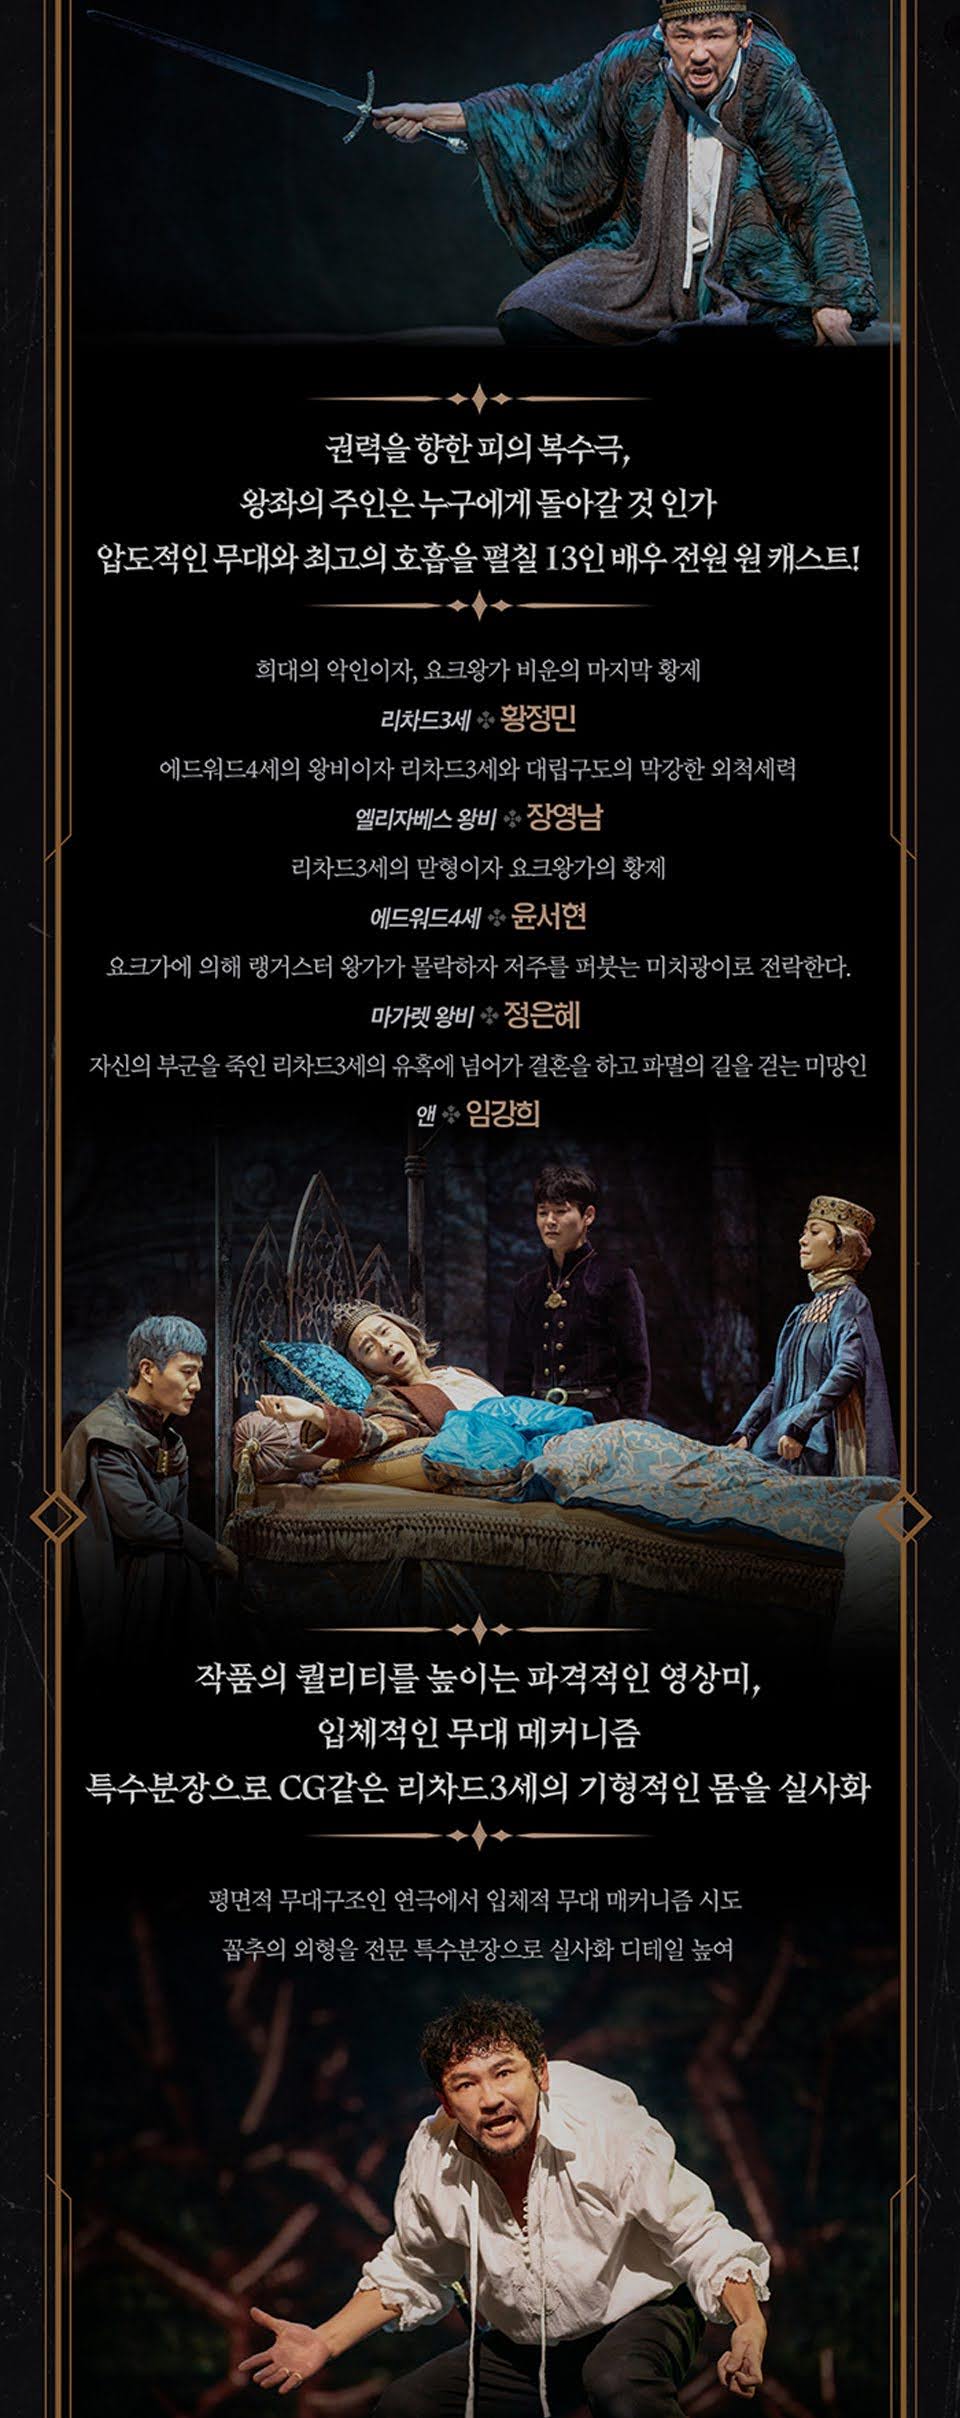 권력을 향한 피의 복수극,
왕좌의 주인은 누구에게 돌아갈 것 인가
압도적인 무대와 최고의 호흡을 펼칠 13인 배우 전원 원 캐스트!
희대의 악인이자, 요크왕가 비운의 마지막 황제
리차드3세 황정민
에드워드4세의 왕비이자 리차드3세와 대립구도의 막강한 외척세력
엘리자베스 왕비 장영남
리차드3세의 맏형이자 요크왕가의 황제
에드워드4세 윤서현
요크가에 의해 랭커스터 왕가가 몰락하자 저주를 퍼붓는 미치광이로 전락한다.
마가렛 왕비 정은혜
자신의 부군을 죽인 리차드3세의 유혹에 넘어가 결혼을 하고 파멸의 길을 걷는 미망인
앤 임강희
작품의 퀄리티를 높이는 파격적인 영상미,
입체적인 무대 메커니즘
특수분장으로 CG같은 리차드3세의 기형적인 몸을 실사화
평면적 무대구조인 연극에서 입체적 무대 매커니즘 시도
꼽추의 외형을 전문 특수분장으로 실사화 디테일 높여